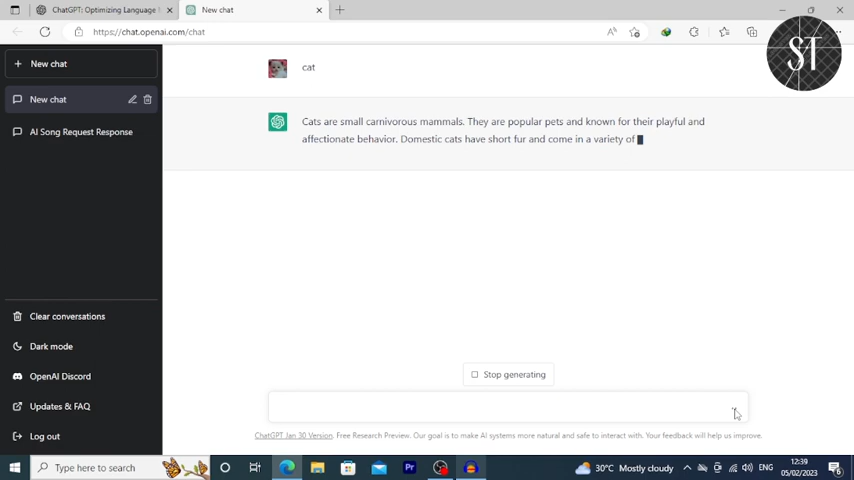 ChatGPT: Optimizing Language
New chat
https://chat.openai.com/chat
ST
New chat
New chat
AI Song Request Response
cat
Cats are small carnivorous mammals. They are popular pets and known for their playful and
affectionate behavior. Domestic cats have short fur and come in a variety of
Clear conversations
Dark mode
OpenAI Discord
Updates & FAQ
Log out
Stop generating
ChatGPT Jan 30 Version. Free Research Preview. Our goal is to make AI systems more natural and safe to interact with. Your feedback will help us improve.
Type here to search
Pr
30°C Mostly cloudy
ENG
12:39
05/02/2023